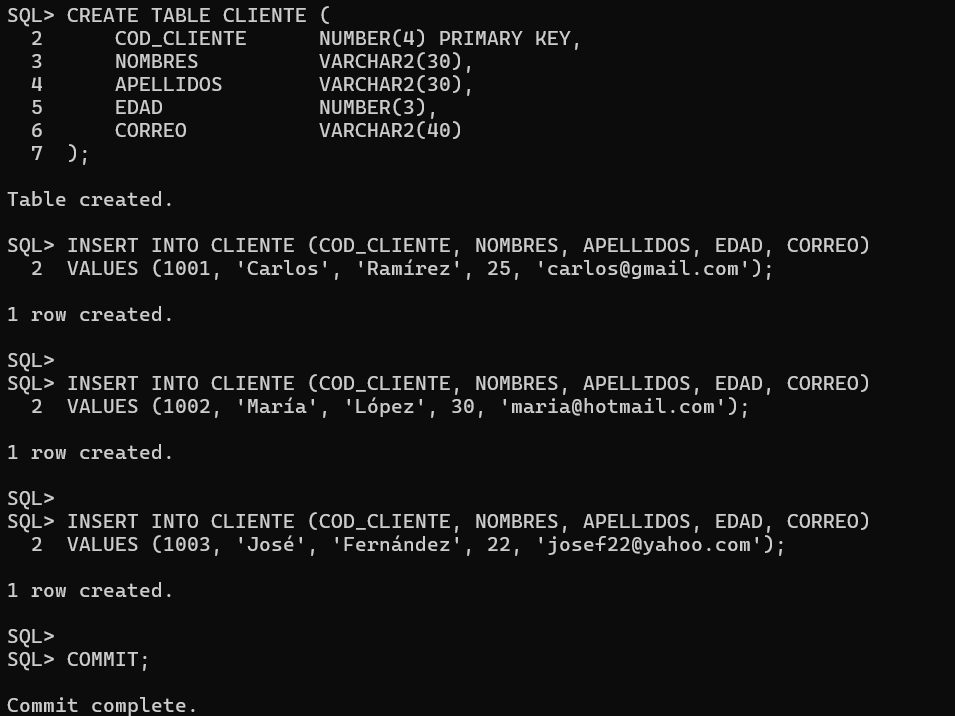 SQL> CREATE TABLE CLIENTE (
  2      COD_CLIENTE      NUMBER(4) PRIMARY KEY,
  3      NOMBRES          VARCHAR2(30),
  4      APELLIDOS        VARCHAR2(30),
  5      EDAD             NUMBER(3),
  6      CORREO           VARCHAR2(40)
  7  );
Table created.
SQL> INSERT INTO CLIENTE (COD_CLIENTE, NOMBRES, APELLIDOS, EDAD, CORREO)
  2  VALUES (1001, 'Carlos', 'Ramírez', 25, 'carlos@gmail.com');
1 row created.
SQL>
SQL> INSERT INTO CLIENTE (COD_CLIENTE, NOMBRES, APELLIDOS, EDAD, CORREO)
  2  VALUES (1002, 'María', 'López', 30, 'maria@hotmail.com');
1 row created.
SQL>
SQL> INSERT INTO CLIENTE (COD_CLIENTE, NOMBRES, APELLIDOS, EDAD, CORREO)
  2  VALUES (1003, 'José', 'Fernández', 22, 'josef22@yahoo.com');
1 row created.
SQL>
SQL> COMMIT;
Commit complete.